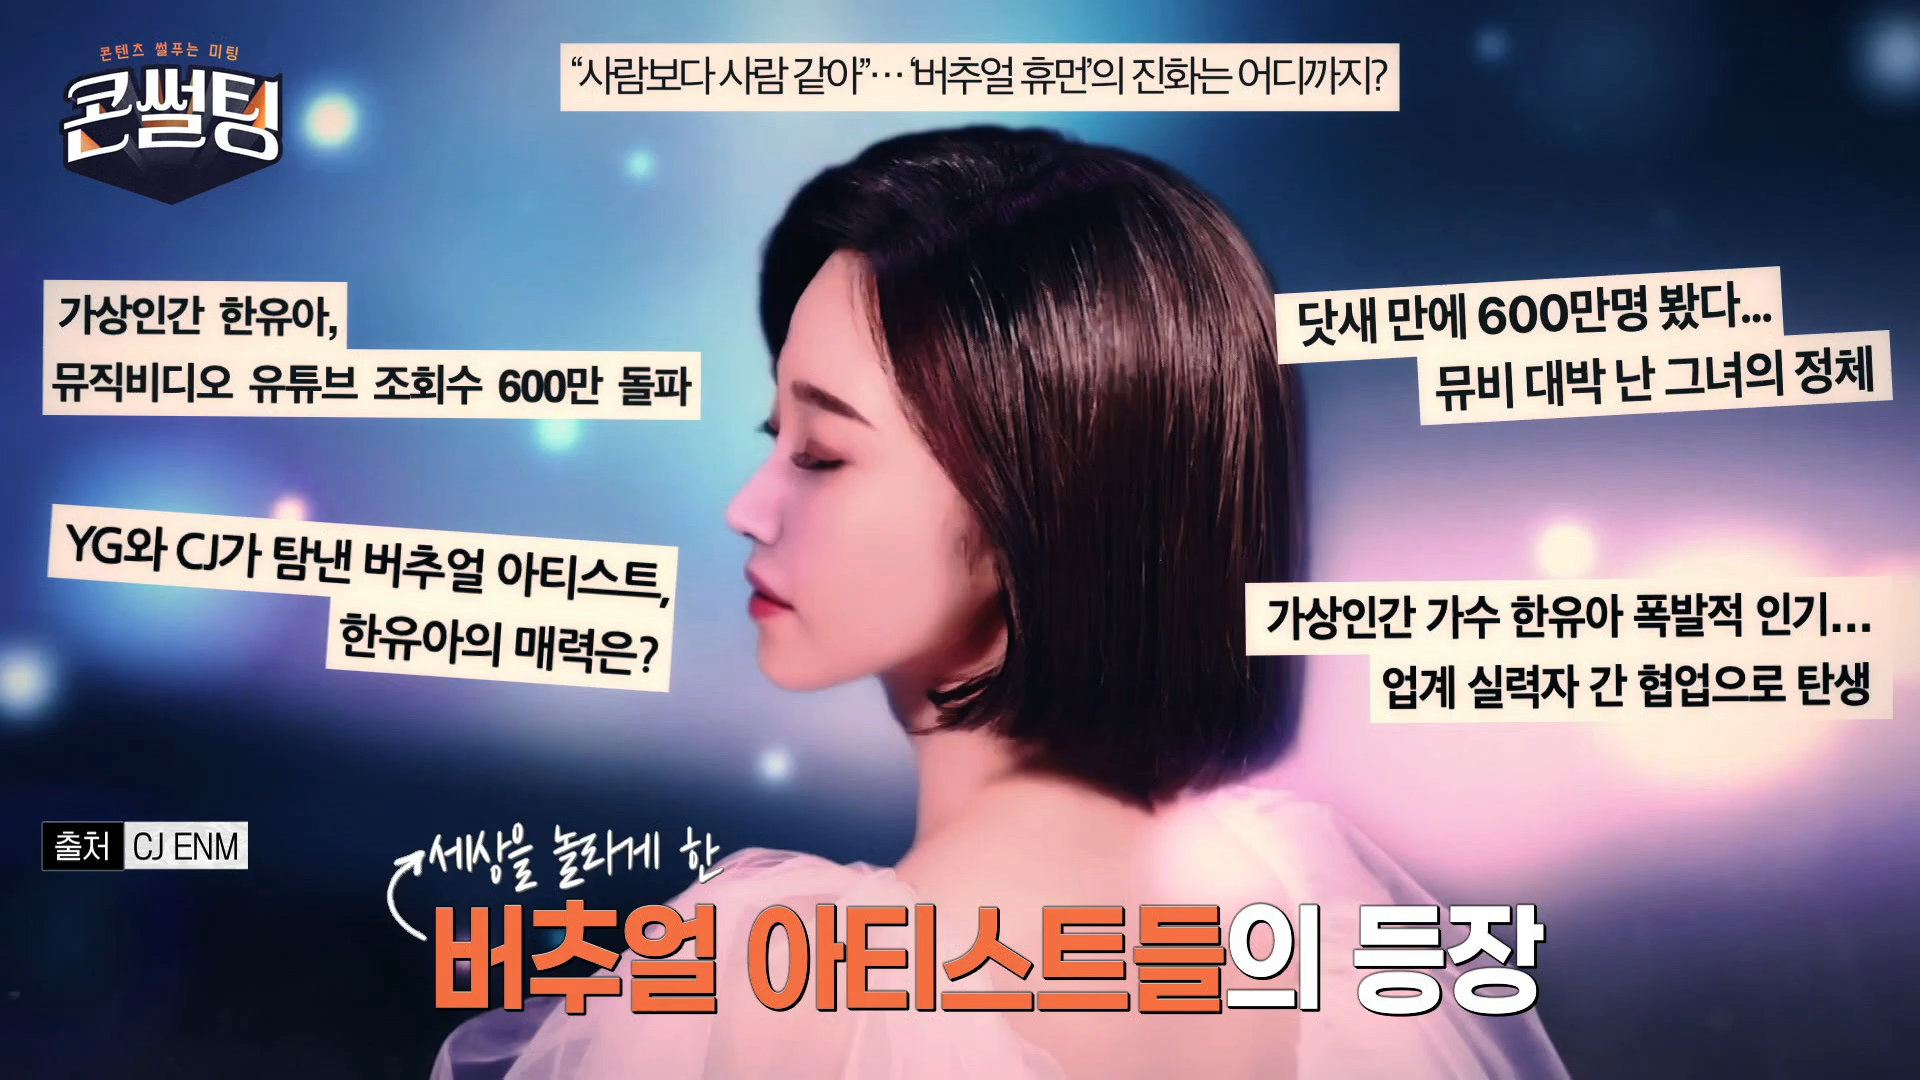 콘텐츠 썰푸는 미팅
콘썰팅
“사람보다 사람 같아”… ‘버추얼 휴먼’의 진화는 어디까지?
가상인간 한유아,
뮤직비디오 유튜브 조회수 600만 돌파
닷새 만에 600만명 봤다...
뮤비 대박 난 그녀의 정체
YG와 CJ가 탐낸 버추얼 아티스트,
한유아의 매력은?
가상인간 가수 한유아 폭발적 인기...
업계 실력자 간 협업으로 탄생
출처 CJ ENM
세상을 놀라게 한
버추얼 아티스트들의 등장